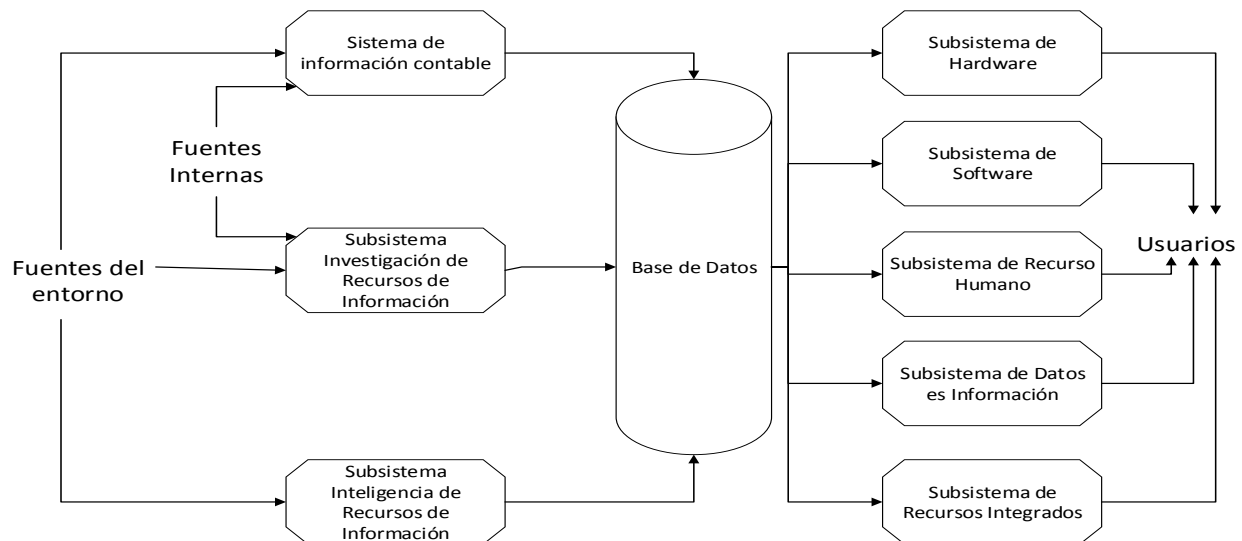 Sistema de
información contable
Fuentes
Internas
Fuentes del
entorno
Subsistema
Investigación de
Recursos de
Información
Subsistema
Inteligencia de
Recursos de
Información
Base de Datos
Subsistema de
Hardware
Subsistema de
Software
Subsistema de Recurso
Humano
Subsistema de Datos
es Información
Subsistema de
Recursos Integrados
Usuarios